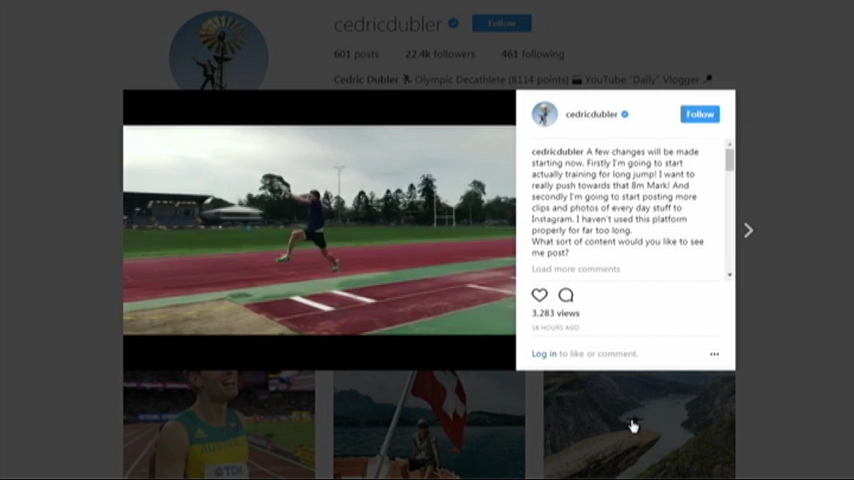 cedricdubler
Follow
601 posts 22.4k followers 461 following
Cedric Dubler Olympic Decathlete (8114 points) YouTube "Daily" Vlogger
cedricdubler
Follow
cedricdubler A few changes will be made
starting now. Firstly I'm going to start
actually training for long jump! I want to
really push towards that 8m Mark! And
secondly I'm going to start posting more
clips and photos of every day stuff to
Instagram. I haven't used this platform
properly for far too long.
What sort of content would you like to see
me post?
Load more comments
3,283 views
16 HOURS AGO
Log in to like or comment.
AUSTRALIA
TDK